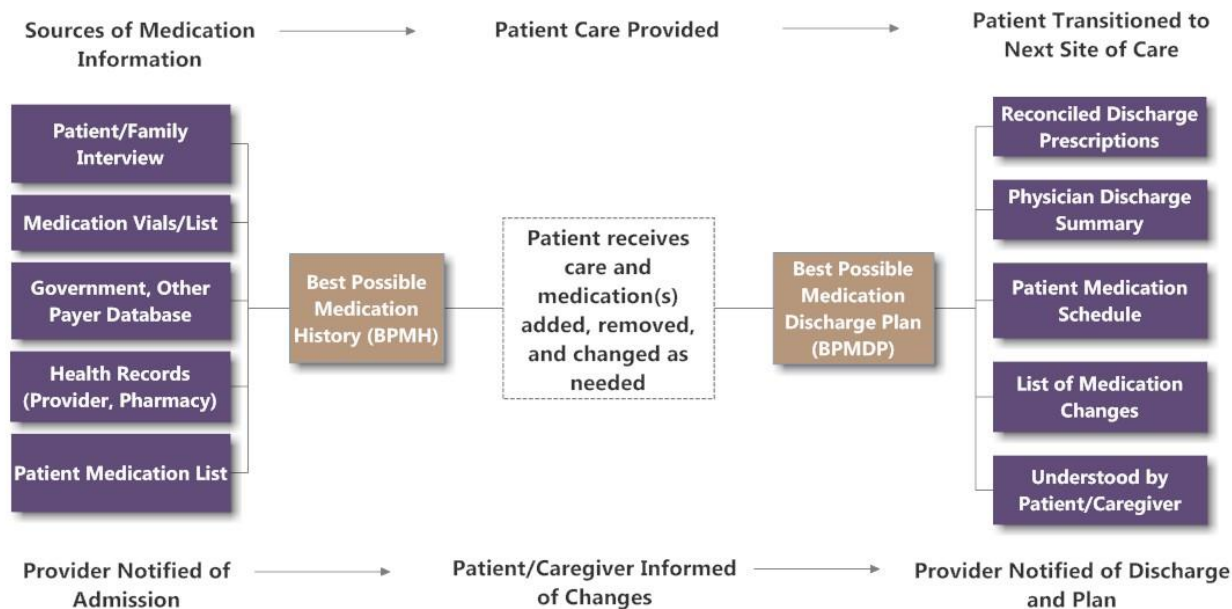 Sources of Medication
Information
Patient Care Provided
Patient Transitioned to
Next Site of Care
Patient/Family
Interview
Medication Vials/List
Government, Other
Payer Database
Health Records
(Provider, Pharmacy)
Patient Medication List
Best Possible
Medication
History (BPMH)
Patient receives
care and
medication(s)
added, removed,
and changed as
needed
Best Possible
Medication
Discharge Plan
(BPMDP)
Reconciled Discharge
Prescriptions
Physician Discharge
Summary
Patient Medication
Schedule
List of Medication
Changes
Understood by
Patient/Caregiver
Provider Notified of
Admission
Patient/Caregiver Informed
of Changes
Provider Notified of Discharge
and Plan